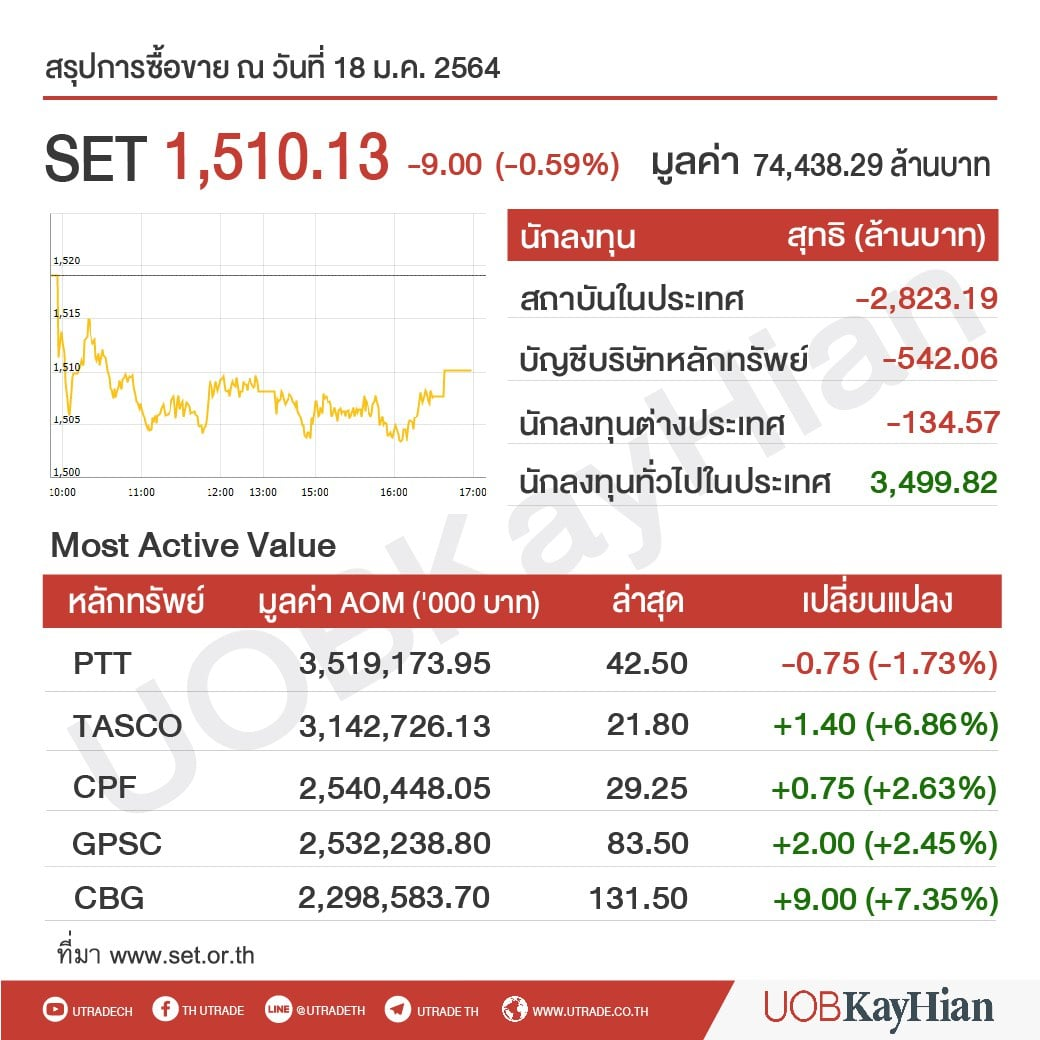 สรุปการซื้อขาย ณ วันที่ 18 ม.ค. 2564
SET 1,510.13 -9.00 (-0.59%) มูลค่า 74,438.29 ล้านบาท
1,520
1,515
1,510
1,505
1,500
10:00 11:00 12:00 13:00 15:00 16:00 17:00
นักลงทุน สุทธิ (ล้านบาท)
สถาบันในประเทศ -2,823.19
บัญชีบริษัทหลักทรัพย์ -542.06
นักลงทุนต่างประเทศ -134.57
นักลงทุนทั่วไปในประเทศ 3,499.82
UOBKayHian
Most Active Value
หลักทรัพย์ มูลค่า AOM ('000 บาท) ล่าสุด เปลี่ยนแปลง
PTT 3,519,173.95 42.50 -0.75 (-1.73%)
TASCO 3,142,726.13 21.80 +1.40 (+6.86%)
CPF 2,540,448.05 29.25 +0.75 (+2.63%)
GPSC 2,532,238.80 83.50 +2.00 (+2.45%)
CBG 2,298,583.70 131.50 +9.00 (+7.35%)
ที่มา www.set.or.th
UTRADECH TH UTRADE LINE @UTRADETH UTRADE TH WWW.UTRADE.CO.TH
UOBKayHian